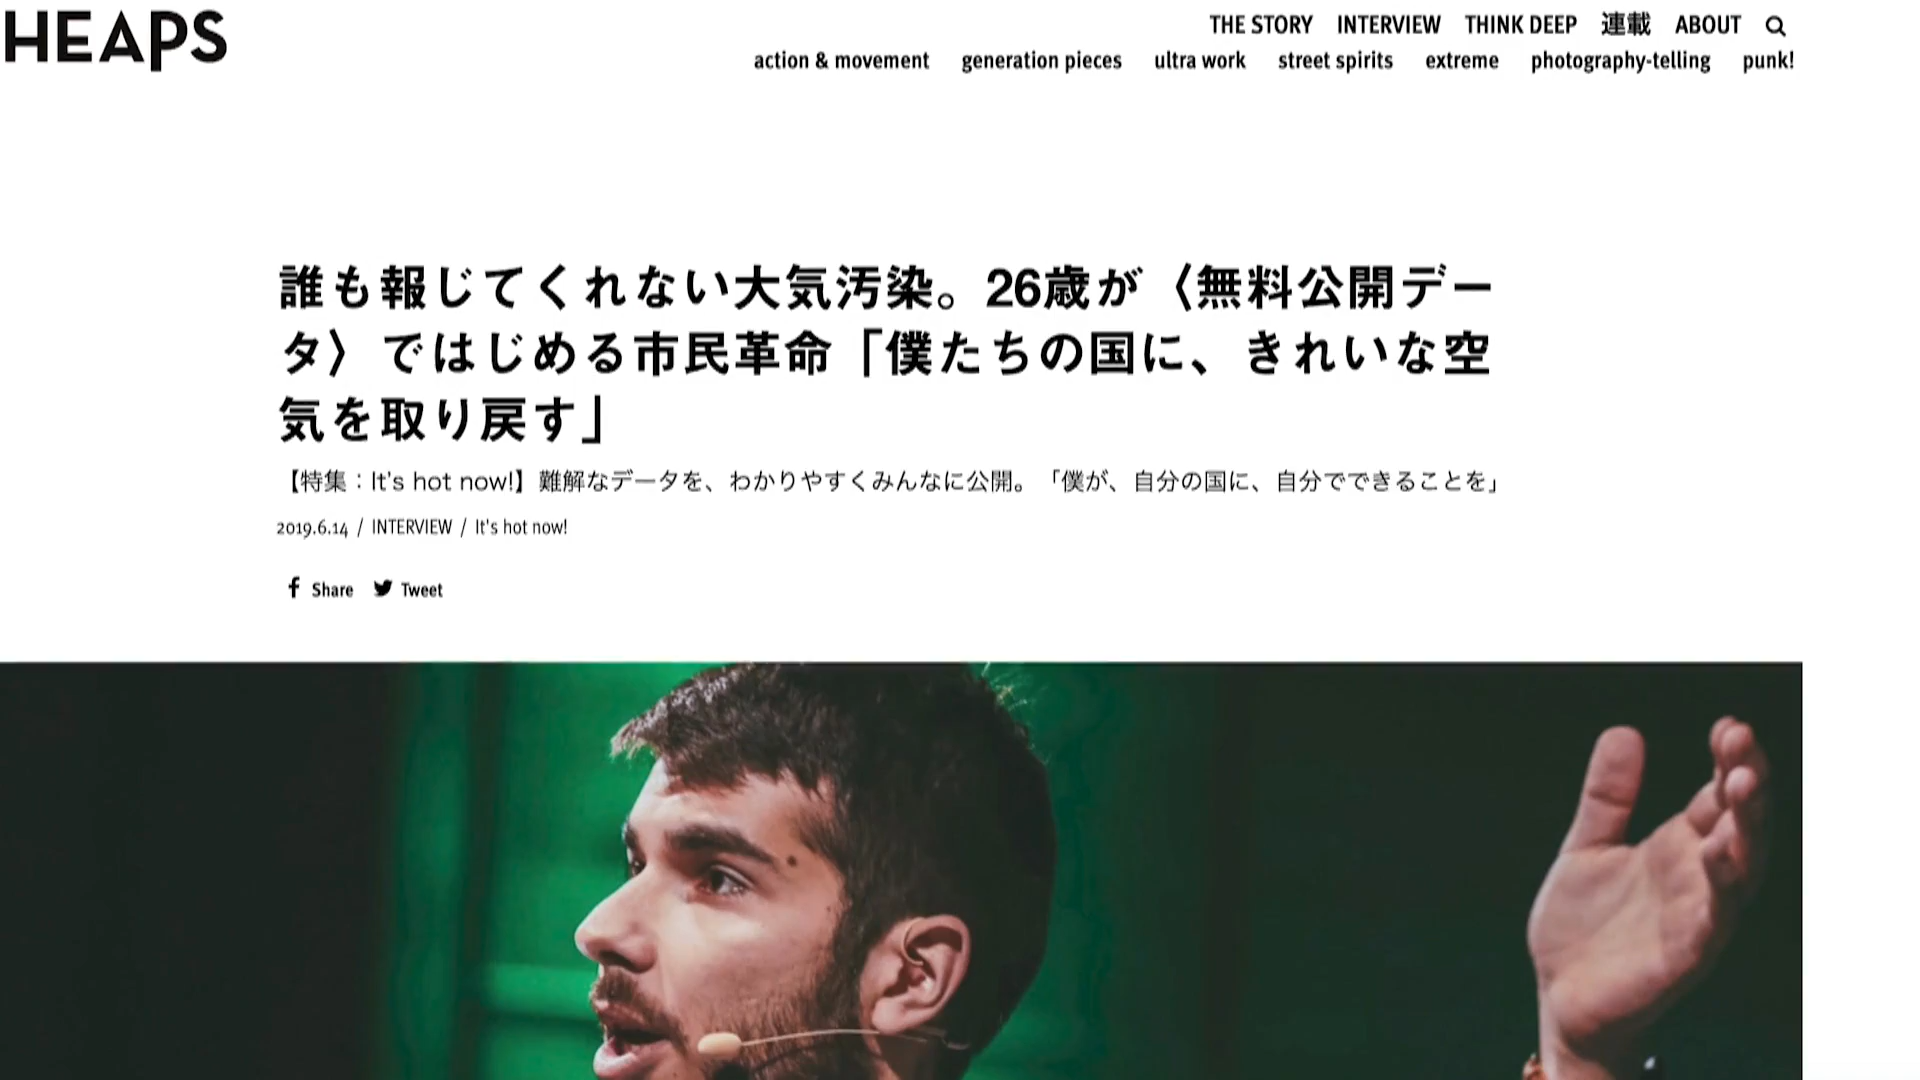 HEAPS
THE STORY INTERVIEW THINK DEEP 連載 ABOUT
action & movement generation pieces ultra work street spirits extreme photography-telling punk!
誰も報じてくれない大気汚染。26歳が〈無料公開デー
タ〉ではじめる市民革命「僕たちの国に、きれいな空
気を取り戻す」
【特集：It's hot now!】難解なデータを、わかりやすくみんなに公開。「僕が、自分の国に、自分でできることを」
2019.6.14 / INTERVIEW / It's hot now!
Share Tweet